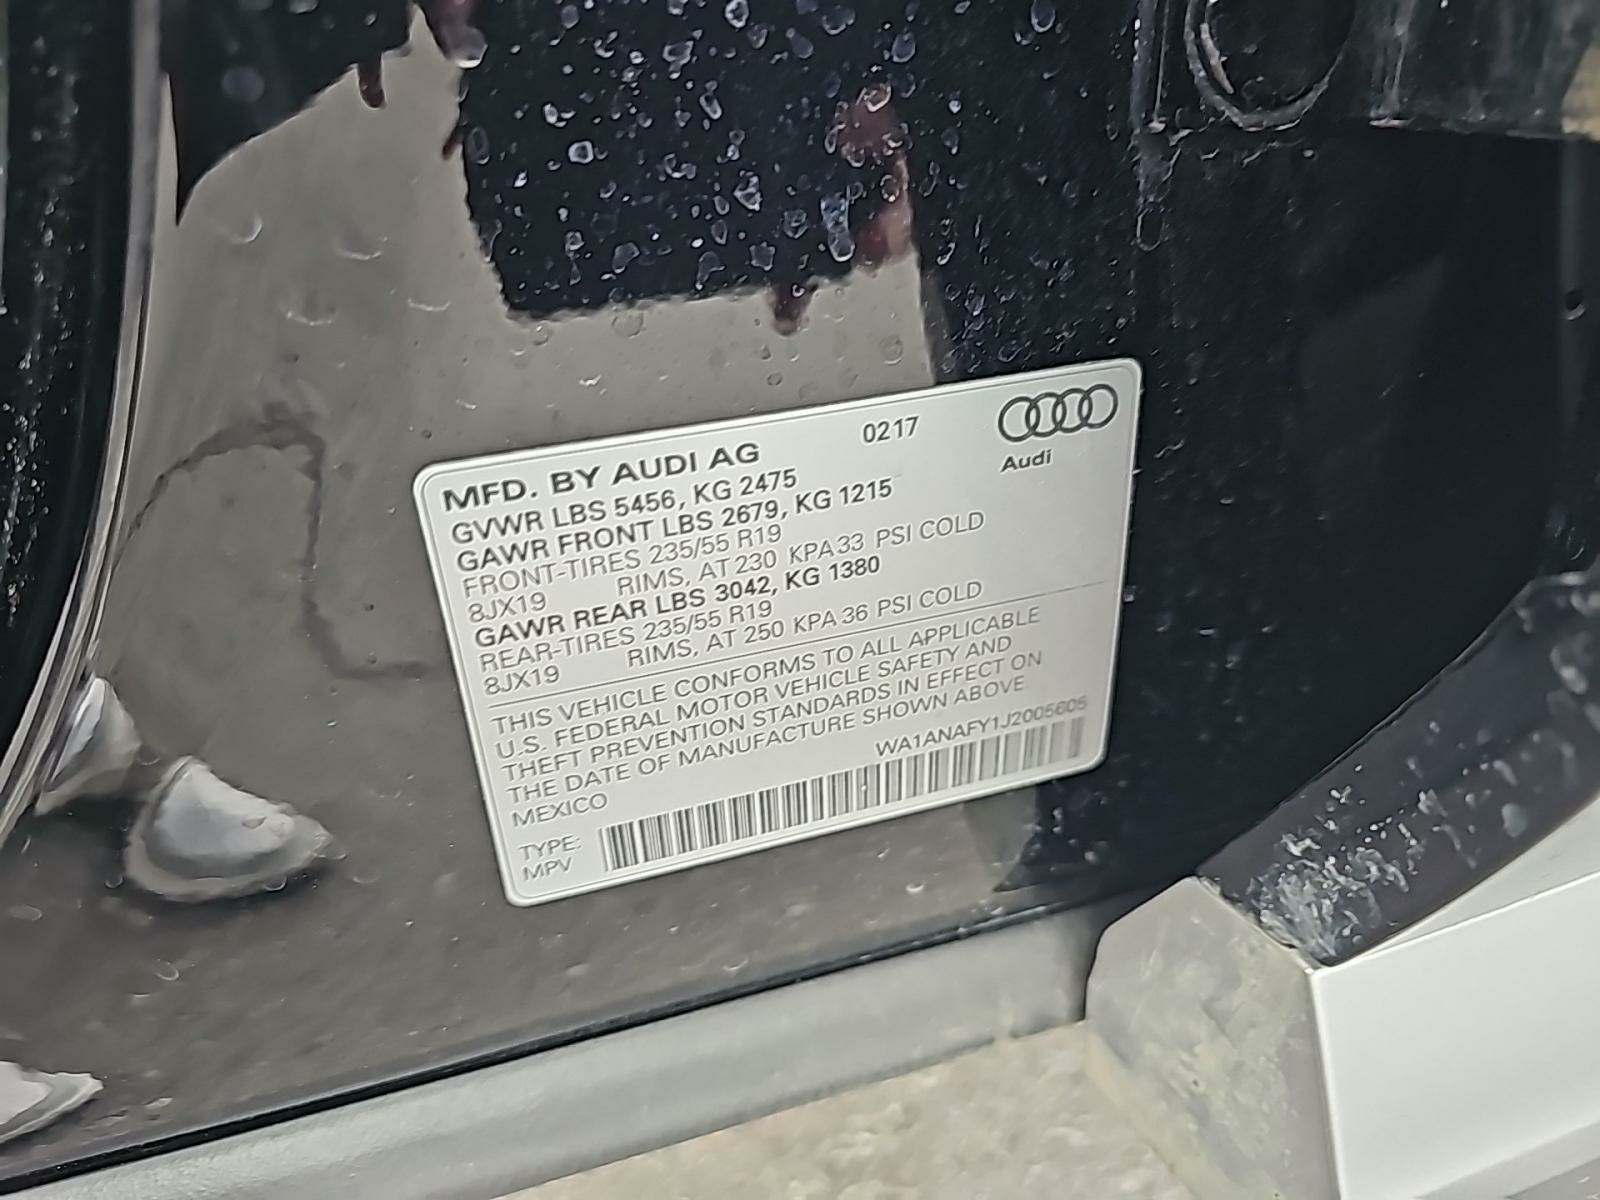 MFD. BY AUDI AG 0217
Audi
GVWR LBS 5456, KG 2475
GAWR FRONT LBS 2679, KG 1215
FRONT-TIRES 235/55 R19
8JX19 RIMS, AT 230 KPA 33 PSI COLD
GAWR REAR LBS 3042, KG 1380
REAR-TIRES 235/55 R19
8JX19 RIMS, AT 250 KPA 36 PSI COLD
THIS VEHICLE CONFORMS TO ALL APPLICABLE
U.S. FEDERAL MOTOR VEHICLE SAFETY AND
THEFT PREVENTION STANDARDS IN EFFECT ON
THE DATE OF MANUFACTURE SHOWN ABOVE
MEXICO WA1ANAFY1J2005605
TYPE:
MPV